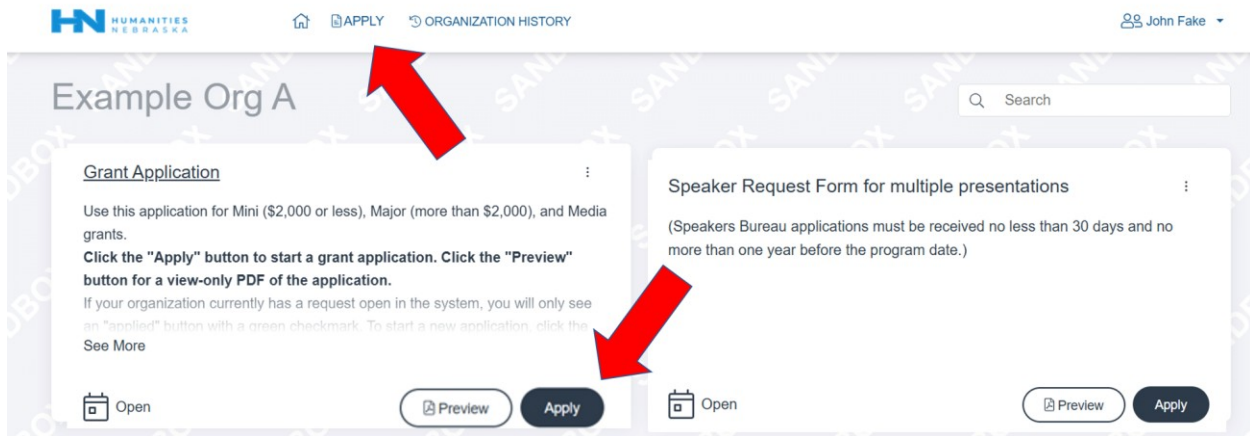 HUMANITIES
NEBRASKA
APPLY
ORGANIZATION HISTORY
John Fake
Example Org A
Search
Grant Application
Use this application for Mini ($2,000 or less), Major (more than $2,000), and Media
grants.
Click the "Apply" button to start a grant application. Click the "Preview"
button for a view-only PDF of the application.
If your organization currently has a request open in the system, you will only see
an "applied" button with a green checkmark. To start a new application, click the
See More
Open
Preview
Apply
Speaker Request Form for multiple presentations
(Speakers Bureau applications must be received no less than 30 days and no
more than one year before the program date.)
Open
Preview
Apply
SANDBOX